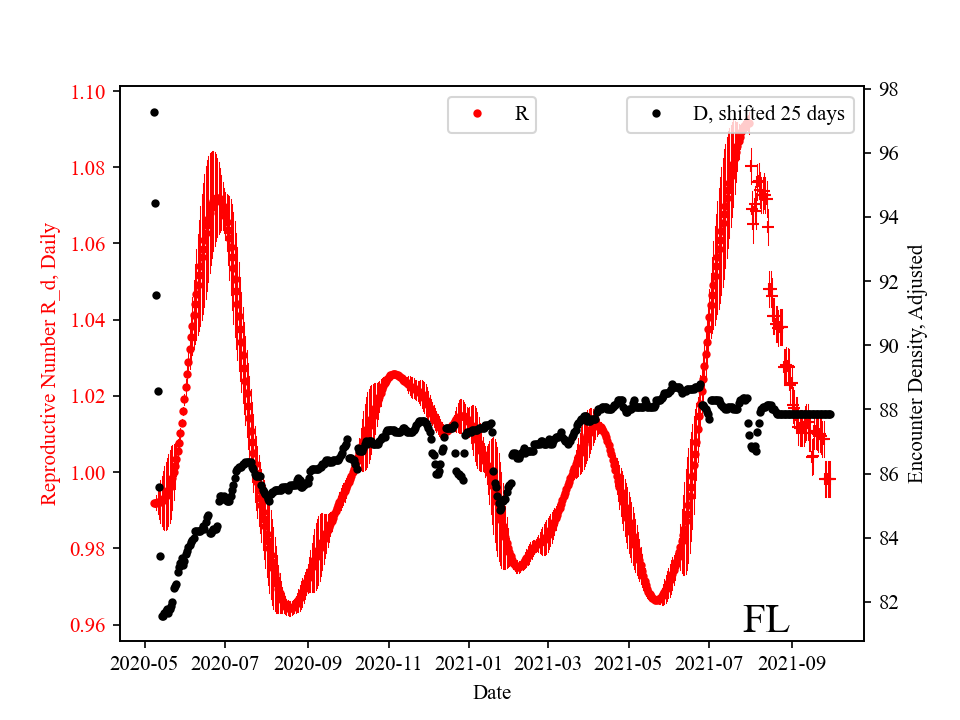 R
D, shifted 25 days
1.10
1.08
1.06
1.04
1.02
1.00
0.98
0.96
Reproductive Number R_d, Daily
98
96
94
92
90
88
86
84
82
Encounter Density, Adjusted
FL
2020-05 2020-07 2020-09 2020-11 2021-01 2021-03 2021-05 2021-07 2021-09
Date